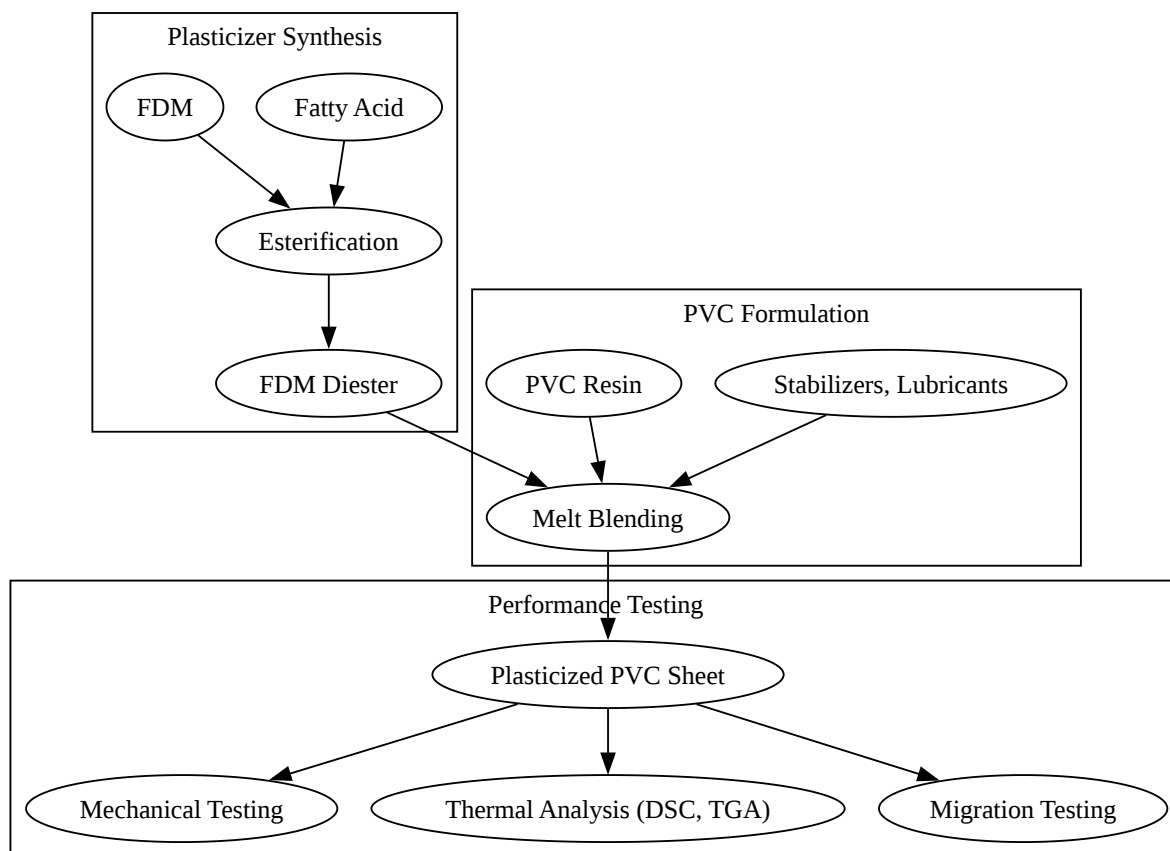 Plasticizer Synthesis
FDM
Fatty Acid
Esterification
FDM Diester
PVC Formulation
PVC Resin
Stabilizers, Lubricants
Melt Blending
Performance Testing
Plasticized PVC Sheet
Mechanical Testing
Thermal Analysis (DSC, TGA)
Migration Testing